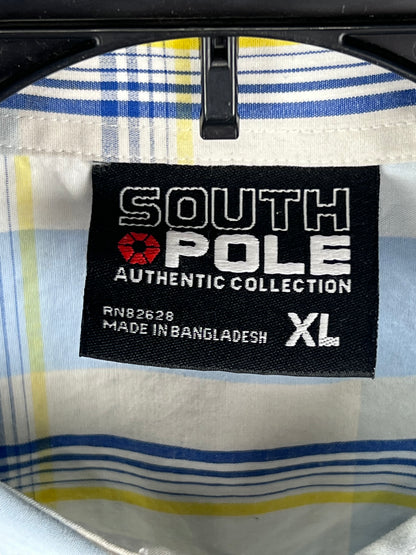 SOUTH
POLE
AUTHENTIC COLLECTION
RN82628
MADE IN BANGLADESH XL